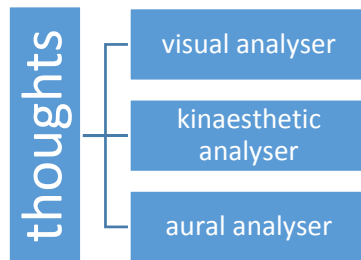 thoughts
visual analyser
kinaesthetic
analyser
aural analyser